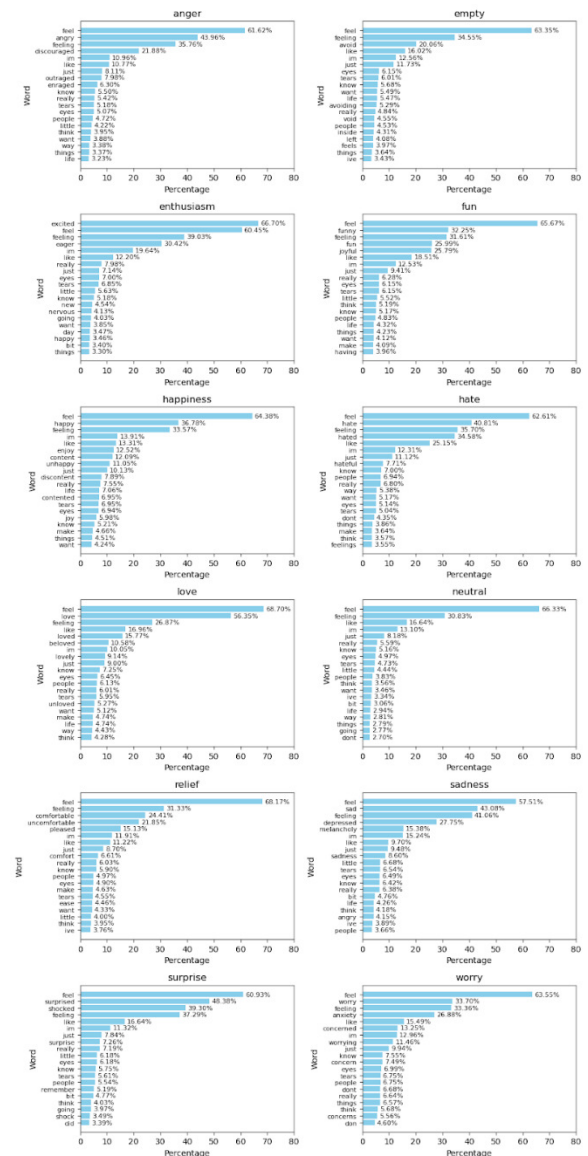 anger
Word
feel 61.62%
angry 43.96%
feeling 35.76%
discouraged 21.88%
im 10.96%
like 10.77%
just 8.11%
outraged 7.98%
enraged 6.30%
know 5.50%
really 5.42%
tears 5.18%
eyes 5.07%
people 4.72%
little 4.22%
think 3.95%
want 3.88%
way 3.38%
things 3.37%
life 3.23%
0 10 20 30 40 50 60 70 80
Percentage
empty
Word
feel 63.35%
feeling 34.55%
avoid 20.06%
like 16.02%
im 12.56%
just 11.73%
eyes 6.15%
tears 6.01%
know 5.68%
want 5.49%
life 5.47%
avoiding 5.29%
really 4.84%
void 4.55%
people 4.53%
inside 4.31%
left 4.08%
feels 3.97%
things 3.64%
ive 3.43%
0 10 20 30 40 50 60 70 80
Percentage
enthusiasm
Word
excited 66.70%
feel 60.45%
feeling 39.03%
eager 30.42%
im 19.64%
like 12.20%
really 7.98%
just 7.14%
eyes 7.00%
tears 6.85%
little 5.63%
know 5.18%
new 4.54%
nervous 4.13%
going 4.03%
want 3.85%
day 3.47%
happy 3.46%
bit 3.40%
things 3.30%
0 10 20 30 40 50 60 70 80
Percentage
fun
Word
feel 65.67%
funny 32.25%
feeling 31.61%
fun 25.99%
joyful 25.79%
like 18.51%
im 12.53%
just 9.41%
really 6.28%
eyes 6.15%
tears 6.15%
little 5.52%
think 5.19%
know 5.17%
people 4.83%
life 4.32%
things 4.23%
want 4.12%
make 4.09%
having 3.96%
0 10 20 30 40 50 60 70 80
Percentage
happiness
Word
feel 64.38%
happy 36.78%
feeling 33.57%
im 13.91%
like 13.31%
enjoy 12.52%
content 12.09%
unhappy 11.05%
just 10.13%
discontent 7.89%
really 7.55%
life 7.06%
contented 6.95%
tears 6.95%
eyes 6.94%
joy 5.98%
know 5.21%
make 4.66%
things 4.51%
want 4.24%
0 10 20 30 40 50 60 70 80
Percentage
hate
Word
feel 62.61%
hate 40.81%
feeling 35.70%
hated 34.58%
like 25.15%
im 12.31%
just 11.12%
hateful 7.71%
know 7.00%
people 6.94%
really 6.80%
way 5.38%
want 5.17%
eyes 5.14%
tears 5.04%
dont 4.35%
things 3.86%
make 3.64%
think 3.57%
feelings 3.55%
0 10 20 30 40 50 60 70 80
Percentage
love
Word
feel 68.70%
love 56.35%
feeling 26.87%
like 16.96%
loved 15.77%
beloved 10.58%
im 10.05%
lovely 9.14%
just 9.00%
know 7.25%
eyes 6.45%
people 6.13%
really 6.01%
tears 5.95%
unloved 5.27%
want 5.12%
make 4.74%
life 4.74%
way 4.43%
think 4.28%
0 10 20 30 40 50 60 70 80
Percentage
neutral
Word
feel 66.33%
feeling 30.83%
like 16.64%
im 13.10%
just 8.18%
really 5.59%
know 5.16%
eyes 4.97%
tears 4.73%
little 4.44%
people 3.83%
think 3.56%
want 3.46%
ive 3.34%
bit 3.06%
life 2.94%
way 2.81%
things 2.79%
going 2.77%
dont 2.70%
0 10 20 30 40 50 60 70 80
Percentage
relief
Word
feel 68.17%
feeling 31.33%
comfortable 24.41%
uncomfortable 21.85%
pleased 15.13%
im 11.91%
like 11.22%
just 8.70%
comfort 6.61%
really 6.03%
know 5.90%
people 4.97%
eyes 4.90%
make 4.63%
tears 4.55%
ease 4.46%
want 4.33%
little 4.00%
think 3.95%
ive 3.76%
0 10 20 30 40 50 60 70 80
Percentage
sadness
Word
feel 57.51%
sad 43.08%
feeling 41.06%
depressed 27.75%
melancholy 15.38%
im 15.24%
like 9.70%
just 9.48%
sadness 8.60%
little 6.68%
tears 6.54%
eyes 6.49%
know 6.42%
really 6.38%
bit 4.76%
life 4.26%
think 4.18%
angry 4.15%
ive 3.89%
people 3.66%
0 10 20 30 40 50 60 70 80
Percentage
surprise
Word
feel 60.93%
surprised 48.38%
shocked 39.30%
feeling 37.29%
like 16.64%
im 11.32%
just 7.84%
surprise 7.26%
really 7.19%
little 6.18%
eyes 6.18%
know 5.75%
tears 5.61%
people 5.54%
remember 5.19%
bit 4.77%
think 4.03%
going 3.97%
shock 3.49%
did 3.39%
0 10 20 30 40 50 60 70 80
Percentage
worry
Word
feel 63.55%
worry 33.70%
feeling 33.36%
anxiety 26.88%
like 15.49%
concerned 13.25%
im 12.96%
worrying 11.46%
just 9.94%
know 7.55%
concern 7.49%
eyes 6.99%
tears 6.75%
people 6.75%
dont 6.68%
really 6.64%
things 6.57%
think 5.68%
concerns 5.56%
don 4.60%
0 10 20 30 40 50 60 70 80
Percentage